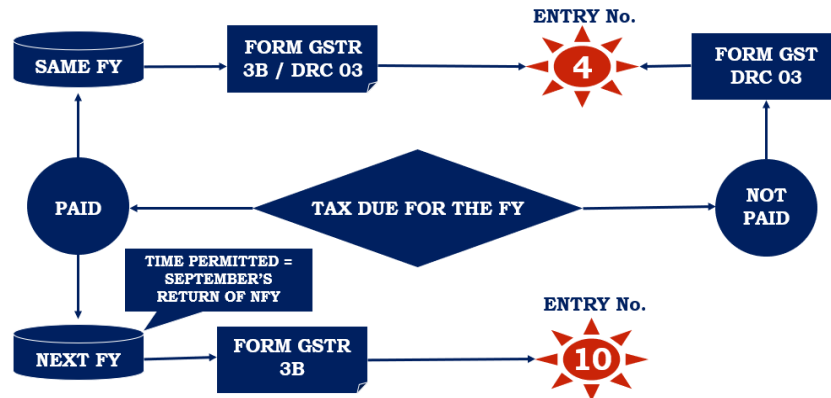 ENTRY No.
SAME FY
FORM GSTR
3B / DRC 03
4
FORM GST
DRC 03
PAID
TAX DUE FOR THE FY
NOT
PAID
TIME PERMITTED =
SEPTEMBER'S
RETURN OF NFY
ENTRY No.
NEXT FY
FORM GSTR
3B
10